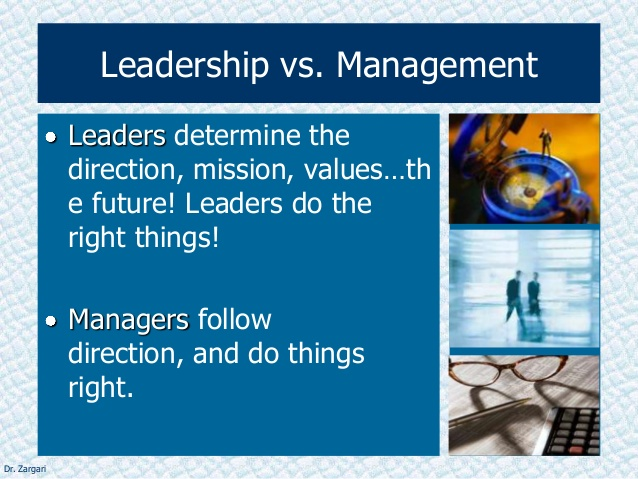 Leadership vs. Management
• Leaders determine the
direction, mission, values…th
e future! Leaders do the
right things!
• Managers follow
direction, and do things
right.
Dr. Zargari